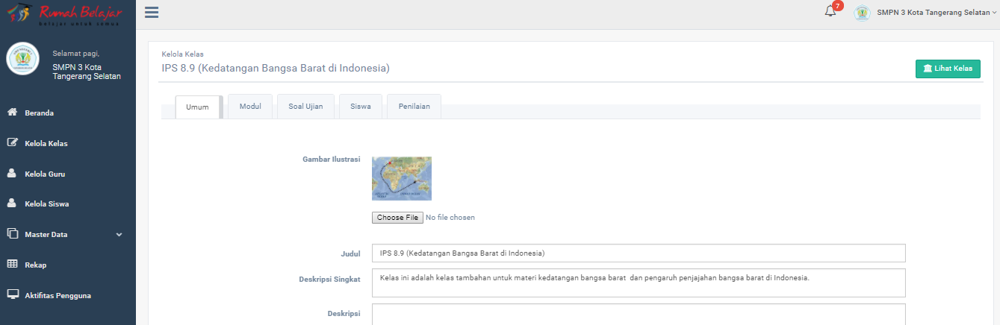 Rumah Belajar
belajar untuk semua
7
SMPN 3 Kota Tangerang Selatan
Selamat pagi,
SMPN 3 Kota
Tangerang Selatan
Beranda
Kelola Kelas
Kelola Guru
Kelola Siswa
Master Data
Rekap
Aktifitas Pengguna
Kelola Kelas
IPS 8.9 (Kedatangan Bangsa Barat di Indonesia)
Lihat Kelas
Umum
Modul
Soal Ujian
Siswa
Penilaian
Gambar Ilustrasi
Choose File No file chosen
Judul
IPS 8.9 (Kedatangan Bangsa Barat di Indonesia)
Deskripsi Singkat
Kelas ini adalah kelas tambahan untuk materi kedatangan bangsa barat dan pengaruh penjajahan bangsa barat di Indonesia.
Deskripsi